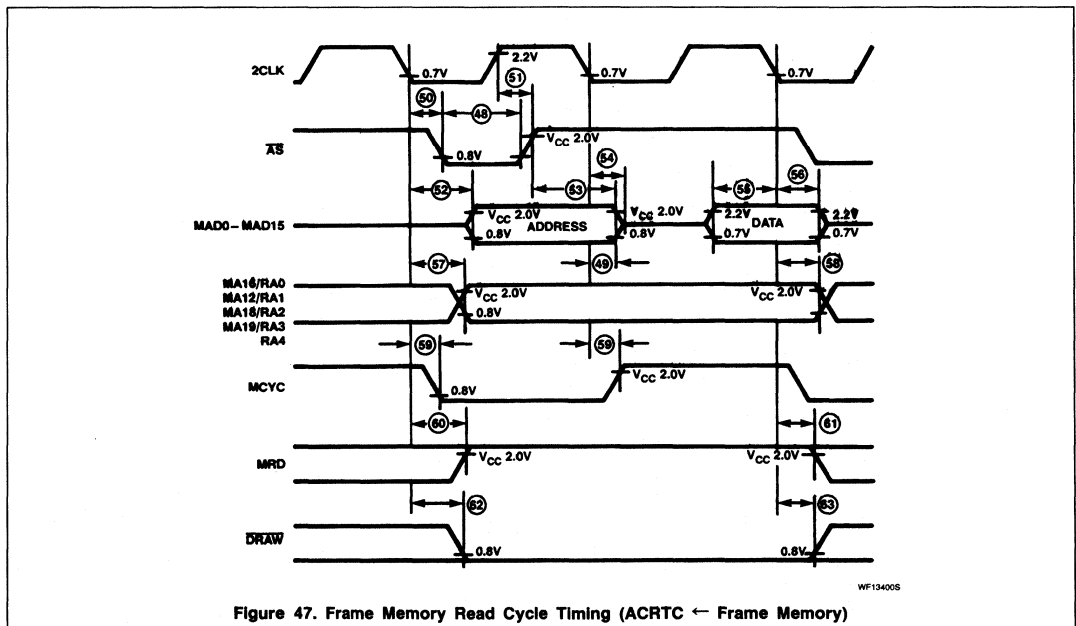 2CLK
0.7V
2.2V
0.7V
0.7V
50
48
51
AS
0.8V
VCC 2.0V
54
52
53
55
56
MAD0–MAD15
VCC 2.0V
0.8V
ADDRESS
VCC 2.0V
0.8V
2.2V
0.7V
DATA
2.2V
0.7V
57
49
58
MA16/RA0
MA12/RA1
MA18/RA2
MA19/RA3
RA4
VCC 2.0V
0.8V
VCC 2.0V
59
59
MCYC
0.8V
VCC 2.0V
60
61
MRD
VCC 2.0V
VCC 2.0V
62
63
DRAW
0.8V
0.8V
WF13400S
Figure 47. Frame Memory Read Cycle Timing (ACRTC ← Frame Memory)